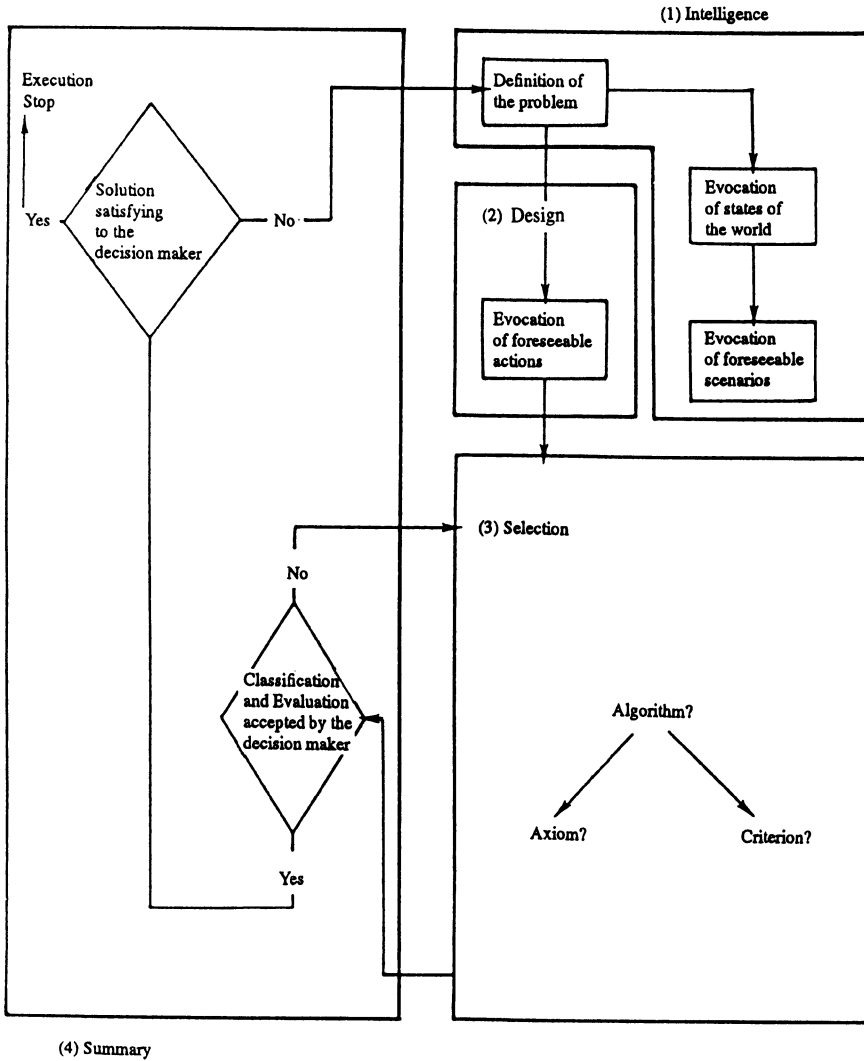 (1) Intelligence
Execution
Stop
Definition of
the problem
Solution
satisfying
to the
decision maker
Yes
No
Evocation
of states of
the world
(2) Design
Evocation
of foreseeable
actions
Evocation
of foreseeable
scenarios
(3) Selection
No
Classification
and Evaluation
accepted by the
decision maker
Yes
Algorithm?
Axiom?
Criterion?
(4) Summary